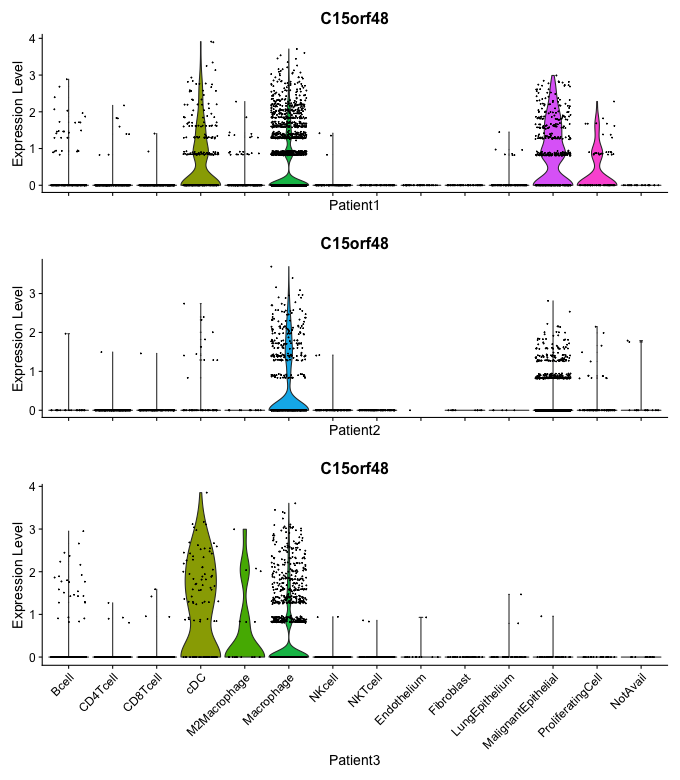 C15orf48
4
3
2
1
0
Expression Level
Patient1
C15orf48
3
2
1
0
Expression Level
Patient2
C15orf48
4
3
2
1
0
Expression Level
Bcell
CD4Tcell
CD8Tcell
cDC
M2Macrophage
Macrophage
NKcell
NKTcell
Endothelium
Fibroblast
LungEpithelium
MalignantEpithelial
ProliferatingCell
NotAvail
Patient3